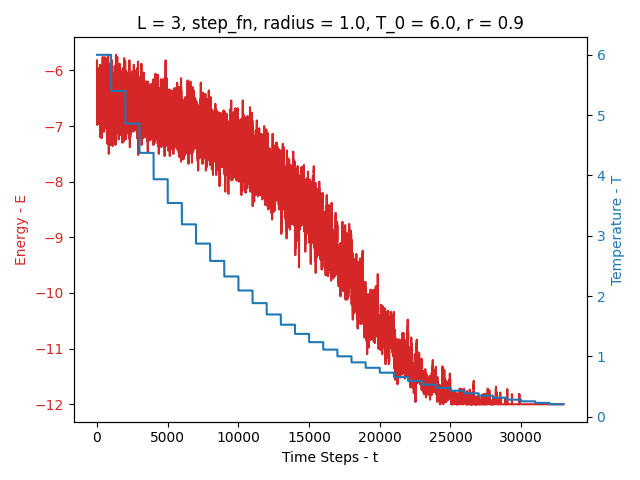 L = 3, step_fn, radius = 1.0, T_0 = 6.0, r = 0.9
−6
−7
−8
−9
−10
−11
−12
Energy - E
6
5
4
3
2
1
0
Temperature - T
0 5000 10000 15000 20000 25000 30000
Time Steps - t